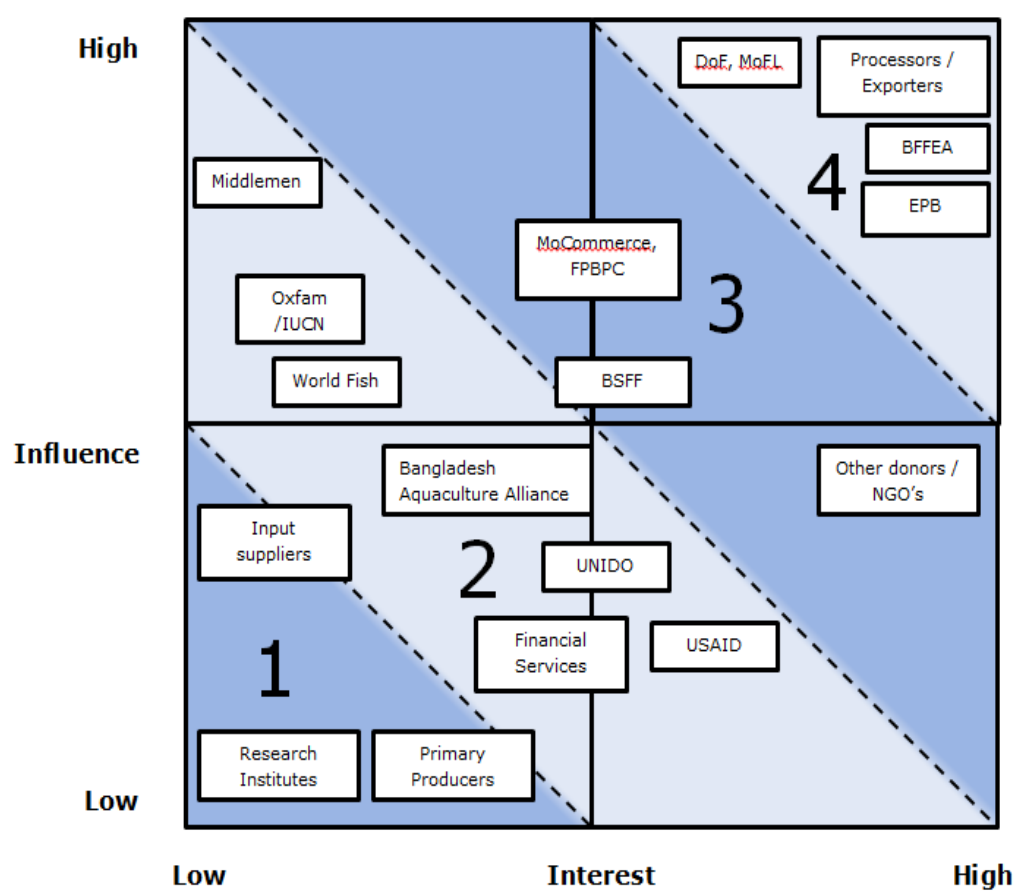 High
DoF, MoFL
Processors /
Exporters
BFFEA
4
EPB
Middlemen
MoCommerce,
FPBPC
3
Oxfam
/IUCN
World Fish
BSFF
Influence
Bangladesh
Aquaculture Alliance
Other donors /
NGO's
Input
suppliers
2
UNIDO
Financial
Services
USAID
1
Research
Institutes
Primary
Producers
Low
Low
Interest
High